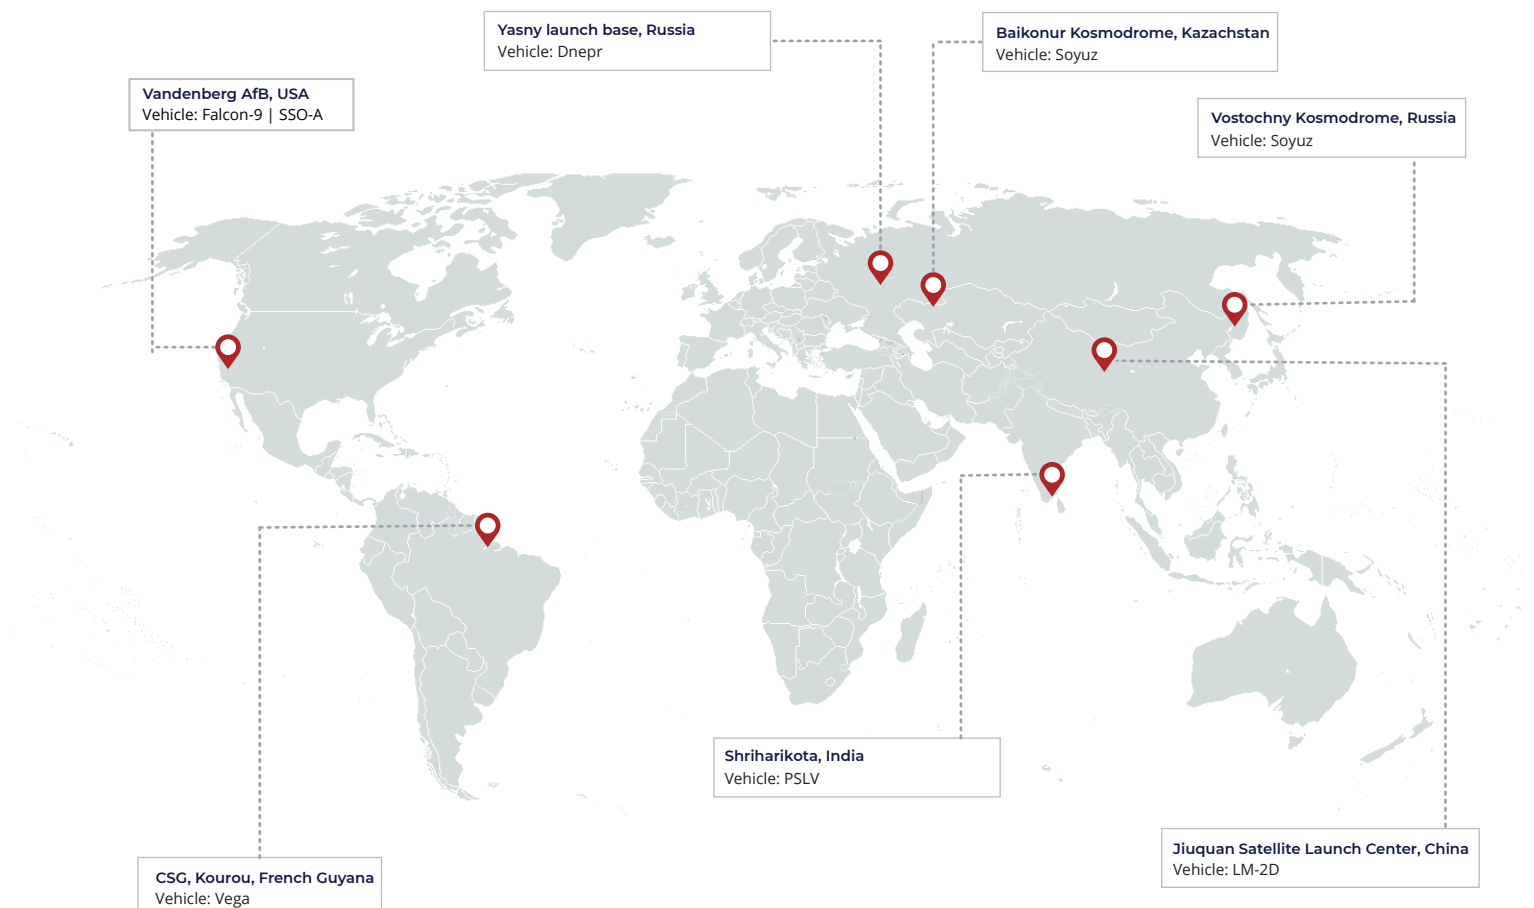 Yasny launch base, Russia
Vehicle: Dnepr
Baikonur Kosmodrome, Kazachstan
Vehicle: Soyuz
Vandenberg AfB, USA
Vehicle: Falcon-9 | SSO-A
Vostochny Kosmodrome, Russia
Vehicle: Soyuz
Shriharikota, India
Vehicle: PSLV
Jiuquan Satellite Launch Center, China
Vehicle: LM-2D
CSG, Kourou, French Guyana
Vehicle: Vega